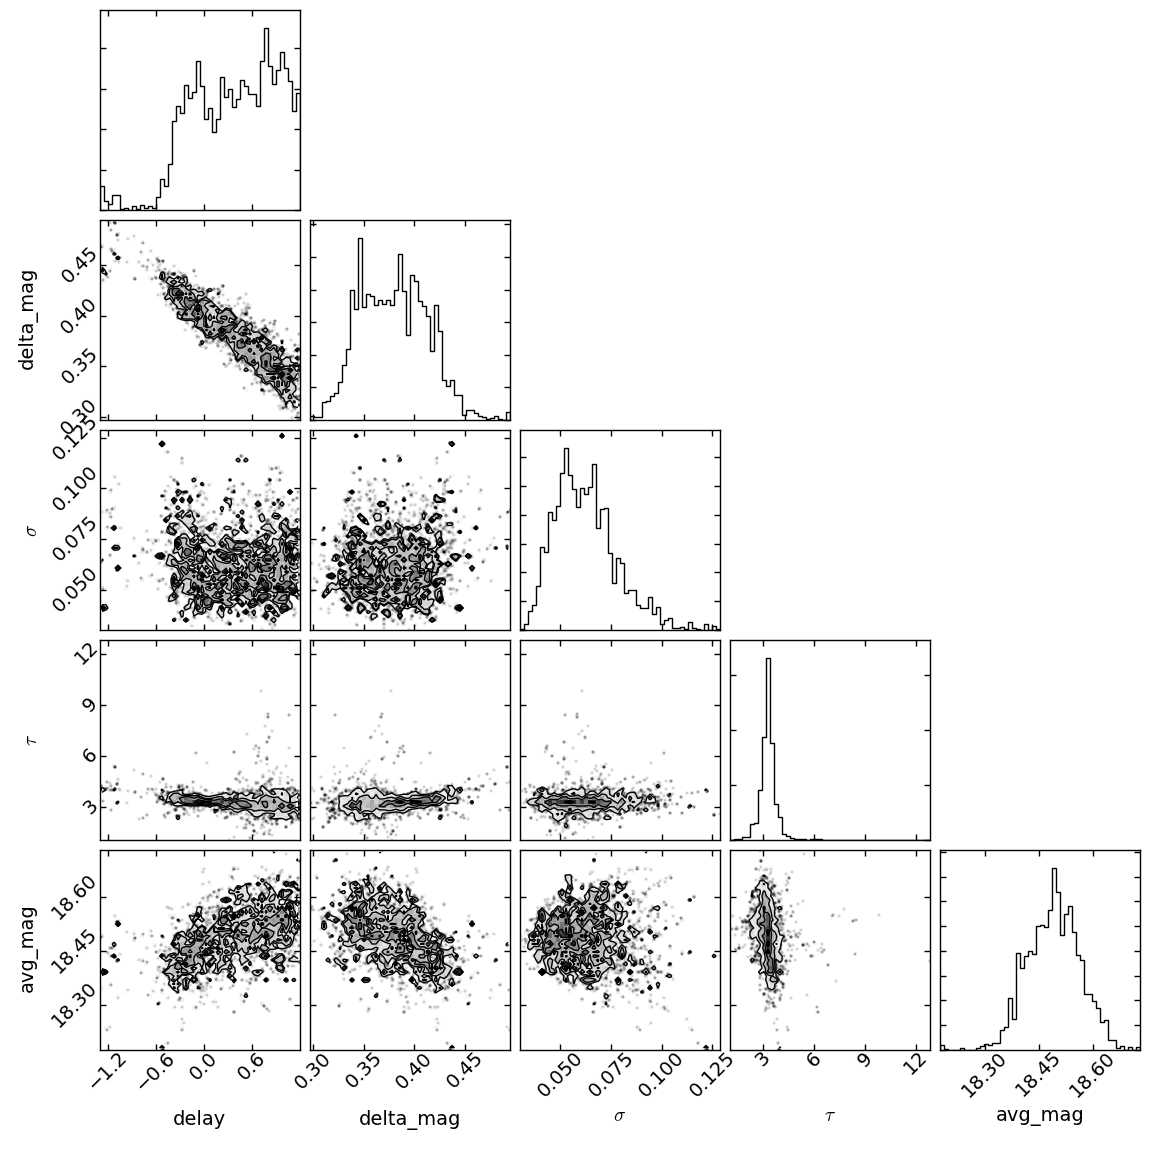 delta_mag
0.45
0.40
0.35
0.30
σ
0.125
0.100
0.075
0.050
τ
12
9
6
3
avg_mag
18.60
18.45
18.30
−1.2 −0.6 0.0 0.6
0.30 0.35 0.40 0.45
0.050 0.075 0.100 0.125
3 6 9 12
18.30 18.45 18.60
delay delta_mag σ τ avg_mag